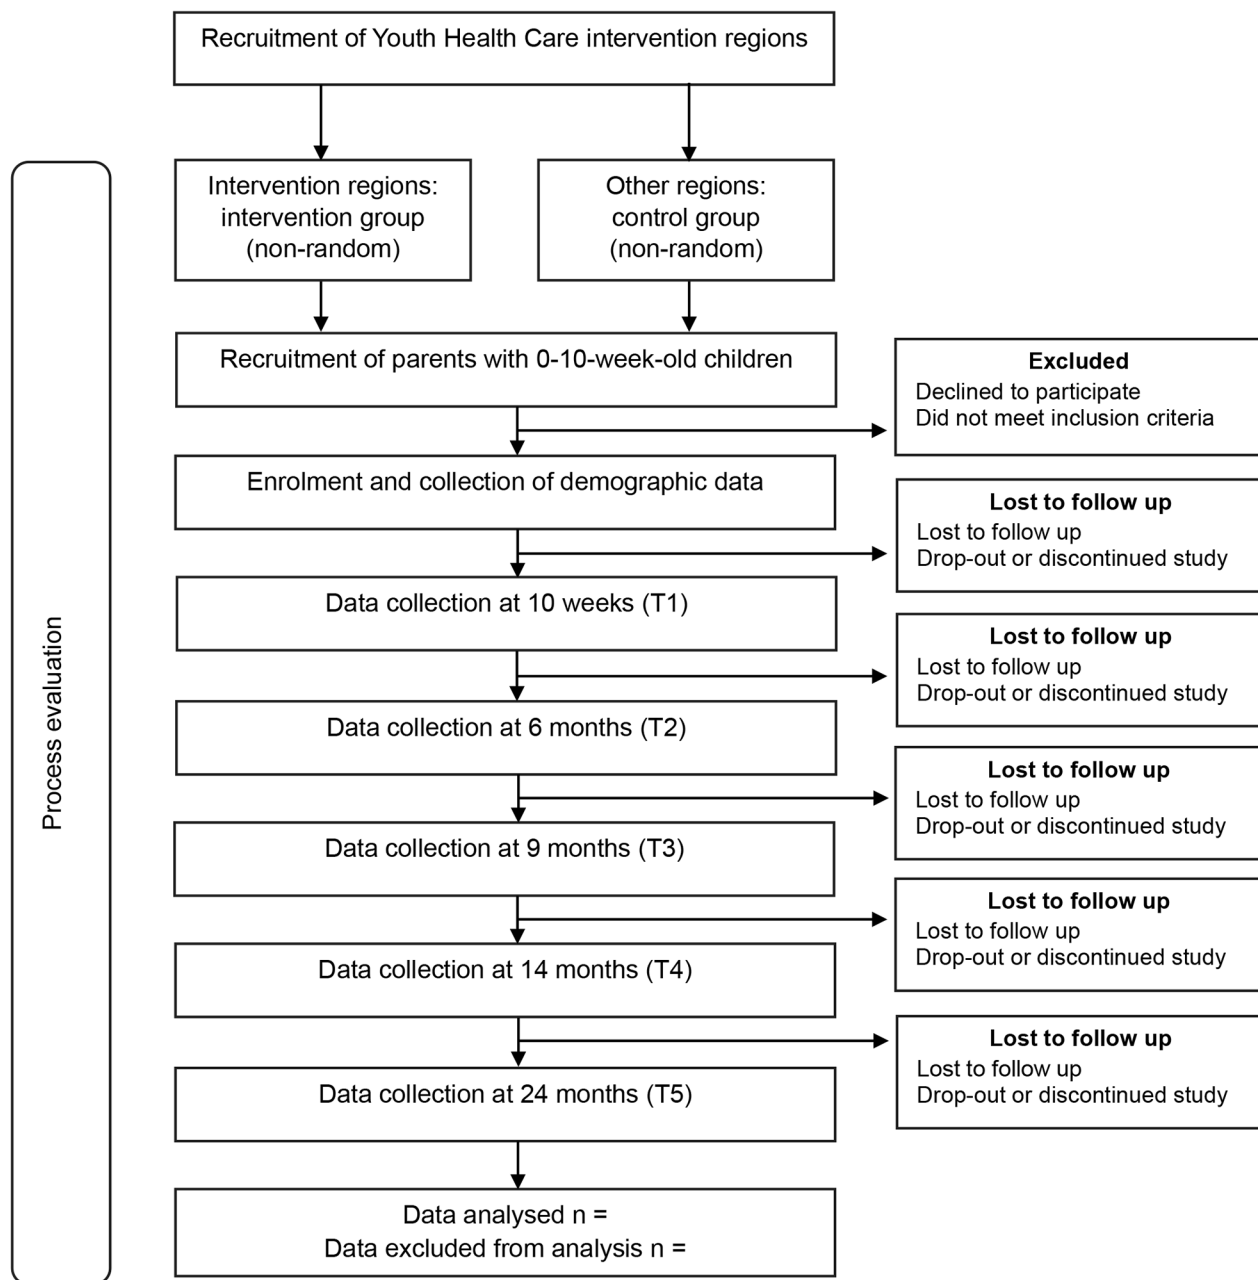 Recruitment of Youth Health Care intervention regions
Intervention regions:
intervention group
(non-random)
Other regions:
control group
(non-random)
Recruitment of parents with 0-10-week-old children
Excluded
Declined to participate
Did not meet inclusion criteria
Enrolment and collection of demographic data
Lost to follow up
Lost to follow up
Drop-out or discontinued study
Data collection at 10 weeks (T1)
Lost to follow up
Lost to follow up
Drop-out or discontinued study
Data collection at 6 months (T2)
Lost to follow up
Lost to follow up
Drop-out or discontinued study
Data collection at 9 months (T3)
Lost to follow up
Lost to follow up
Drop-out or discontinued study
Data collection at 14 months (T4)
Lost to follow up
Lost to follow up
Drop-out or discontinued study
Data collection at 24 months (T5)
Data analysed n =
Data excluded from analysis n =
Process evaluation